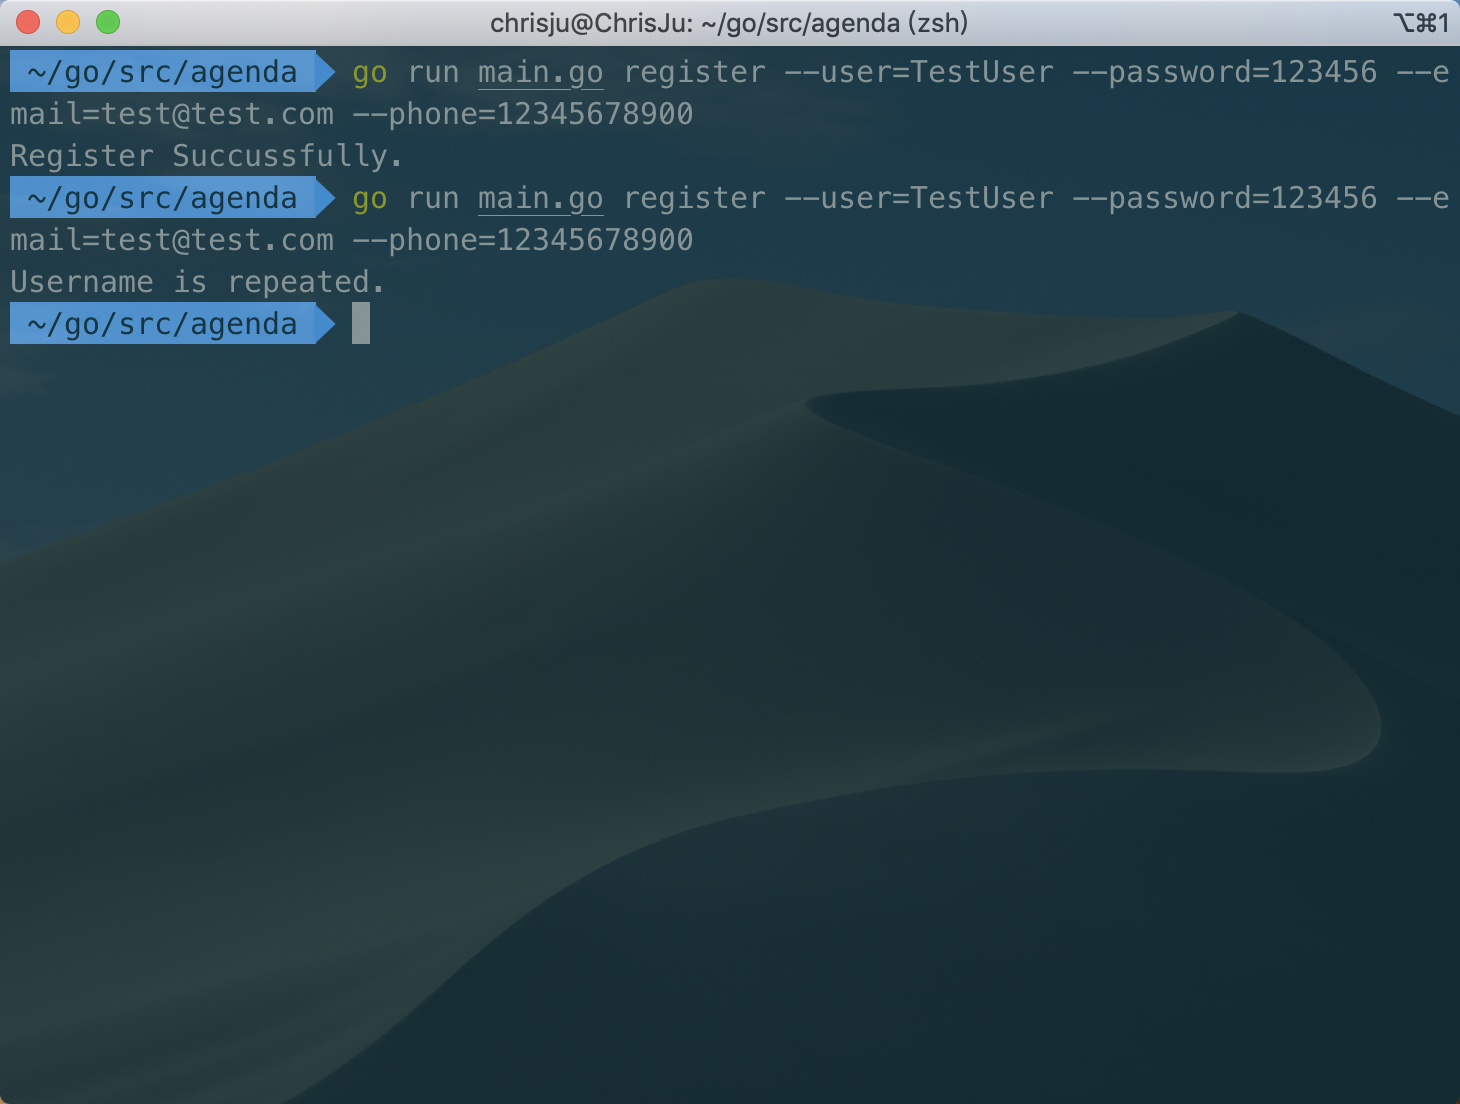 chrisju@ChrisJu: ~/go/src/agenda (zsh)
⌥⌘1
~/go/src/agenda go run main.go register --user=TestUser --password=123456 --e
mail=test@test.com --phone=12345678900
Register Succussfully.
~/go/src/agenda go run main.go register --user=TestUser --password=123456 --e
mail=test@test.com --phone=12345678900
Username is repeated.
~/go/src/agenda